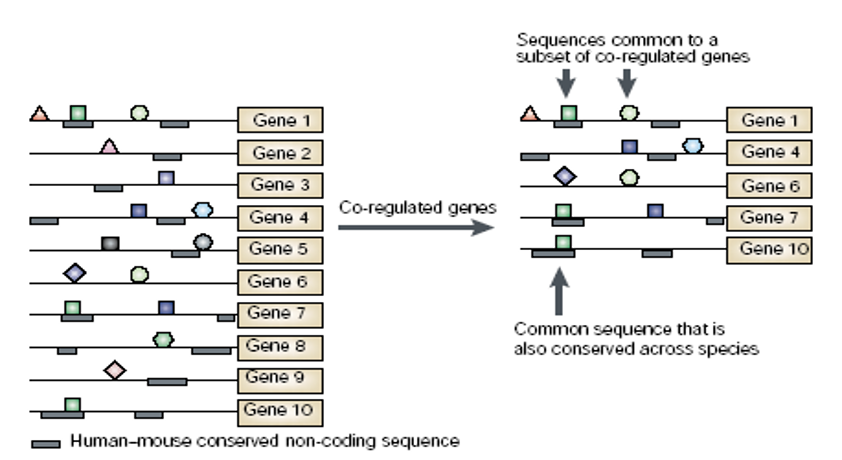 Sequences common to a
subset of co-regulated genes
Gene 1
Gene 2
Gene 3
Gene 4
Gene 5
Gene 6
Gene 7
Gene 8
Gene 9
Gene 10
Human–mouse conserved non-coding sequence
Co-regulated genes
Gene 1
Gene 4
Gene 6
Gene 7
Gene 10
Common sequence that is
also conserved across species